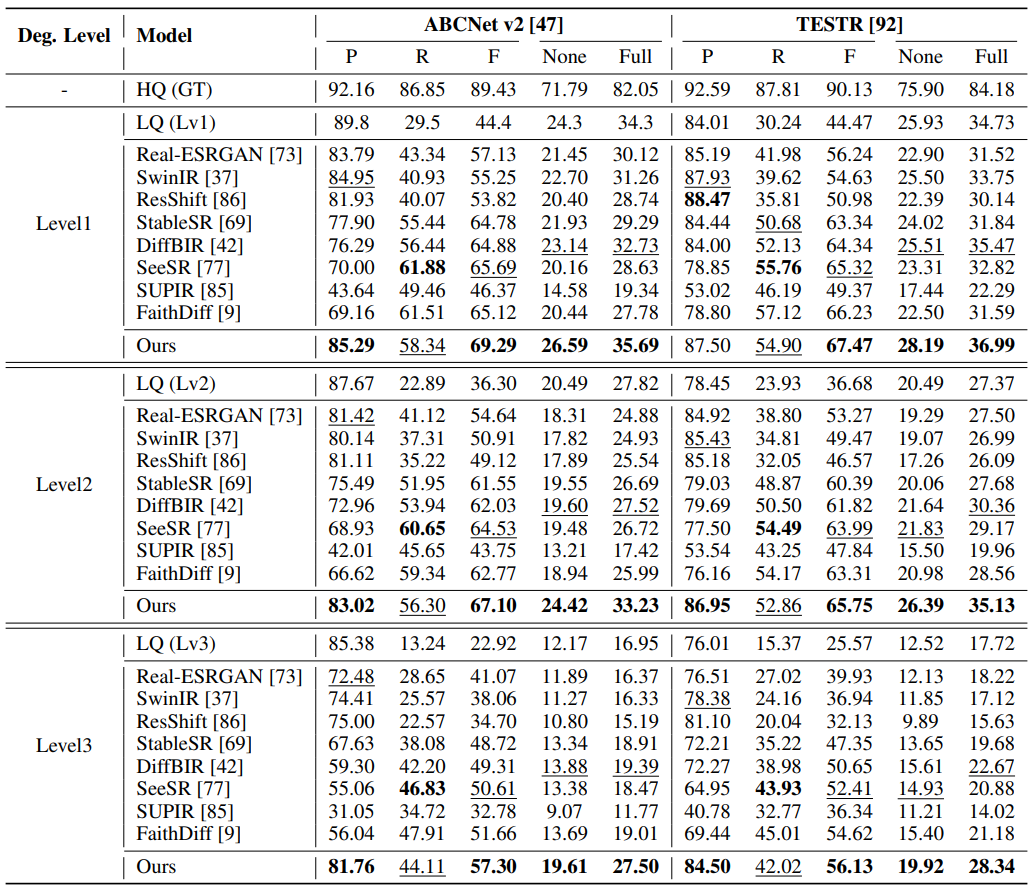 Deg. Level Model ABCNet v2 [47] TESTR [92]
P R F None Full P R F None Full
- HQ (GT) 92.16 86.85 89.43 71.79 82.05 92.59 87.81 90.13 75.90 84.18
LQ (Lv1) 89.8 29.5 44.4 24.3 34.3 84.01 30.24 44.47 25.93 34.73
Real-ESRGAN [73] 83.79 43.34 57.13 21.45 30.12 85.19 41.98 56.24 22.90 31.52
SwinIR [37] 84.95 40.93 55.25 22.70 31.26 87.93 39.62 54.63 25.50 33.75
ResShift [86] 81.93 40.07 53.82 20.40 28.74 88.47 35.81 50.98 22.39 30.14
Level1 StableSR [69] 77.90 55.44 64.78 21.93 29.29 84.44 50.68 63.34 24.02 31.84
DiffBIR [42] 76.29 56.44 64.88 23.14 32.73 84.00 52.13 64.34 25.51 35.47
SeeSR [77] 70.00 61.88 65.69 20.16 28.63 78.85 55.76 65.32 23.31 32.82
SUPIR [85] 43.64 49.46 46.37 14.58 19.34 53.02 46.19 49.37 17.44 22.29
FaithDiff [9] 69.16 61.51 65.12 20.44 27.78 78.80 57.12 66.23 22.50 31.59
Ours 85.29 58.34 69.29 26.59 35.69 87.50 54.90 67.47 28.19 36.99
LQ (Lv2) 87.67 22.89 36.30 20.49 27.82 78.45 23.93 36.68 20.49 27.37
Real-ESRGAN [73] 81.42 41.12 54.64 18.31 24.88 84.92 38.80 53.27 19.29 27.50
SwinIR [37] 80.14 37.31 50.91 17.82 24.93 85.43 34.81 49.47 19.07 26.99
ResShift [86] 81.11 35.22 49.12 17.89 25.54 85.18 32.05 46.57 17.26 26.09
Level2 StableSR [69] 75.49 51.95 61.55 19.55 26.69 79.03 48.87 60.39 20.06 27.68
DiffBIR [42] 72.96 53.94 62.03 19.60 27.52 79.69 50.50 61.82 21.64 30.36
SeeSR [77] 68.93 60.65 64.53 19.48 26.72 77.50 54.49 63.99 21.83 29.17
SUPIR [85] 42.01 45.65 43.75 13.21 17.42 53.54 43.25 47.84 15.50 19.96
FaithDiff [9] 66.62 59.34 62.77 18.94 25.99 76.16 54.17 63.31 20.98 28.56
Ours 83.02 56.30 67.10 24.42 33.23 86.95 52.86 65.75 26.39 35.13
LQ (Lv3) 85.38 13.24 22.92 12.17 16.95 76.01 15.37 25.57 12.52 17.72
Real-ESRGAN [73] 72.48 28.65 41.07 11.89 16.37 76.51 27.02 39.93 12.13 18.22
SwinIR [37] 74.41 25.57 38.06 11.27 16.33 78.38 24.16 36.94 11.85 17.12
ResShift [86] 75.00 22.57 34.70 10.80 15.19 81.10 20.04 32.13 9.89 15.63
Level3 StableSR [69] 67.63 38.08 48.72 13.34 18.91 72.21 35.22 47.35 13.65 19.68
DiffBIR [42] 59.30 42.20 49.31 13.88 19.39 72.27 38.98 50.65 15.61 22.67
SeeSR [77] 55.06 46.83 50.61 13.38 18.47 64.95 43.93 52.41 14.93 20.88
SUPIR [85] 31.05 34.72 32.78 9.07 11.77 40.78 32.77 36.34 11.21 14.02
FaithDiff [9] 56.04 47.91 51.66 13.69 19.01 69.44 45.01 54.62 15.40 21.18
Ours 81.76 44.11 57.30 19.61 27.50 84.50 42.02 56.13 19.92 28.34